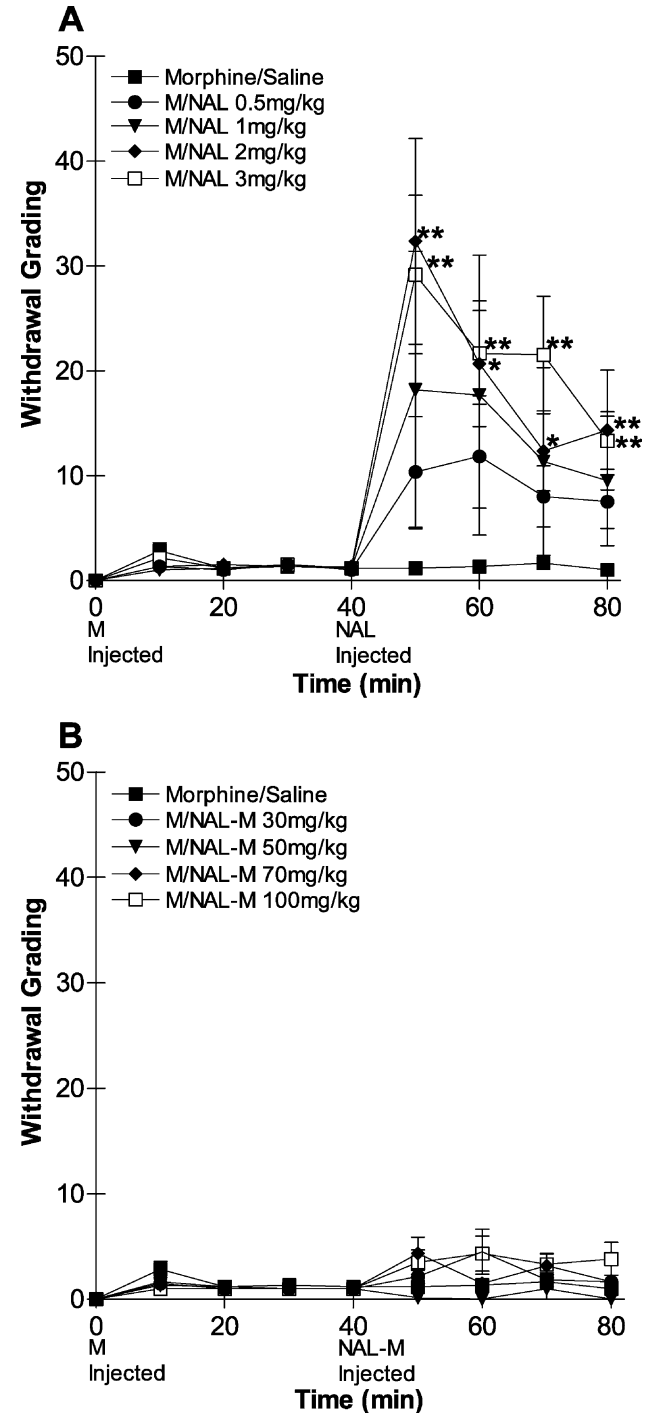 A
50
Morphine/Saline
M/NAL 0.5mg/kg
M/NAL 1mg/kg
40
M/NAL 2mg/kg
M/NAL 3mg/kg
**
30
**
Withdrawal Grading
**
**
20
*
*
**
**
10
0
0 20 40 60 80
M NAL
Injected Injected
Time (min)
B
50
Morphine/Saline
M/NAL-M 30mg/kg
M/NAL-M 50mg/kg
40
M/NAL-M 70mg/kg
M/NAL-M 100mg/kg
30
Withdrawal Grading
20
10
0
0 20 40 60 80
M NAL-M
Injected Injected
Time (min)